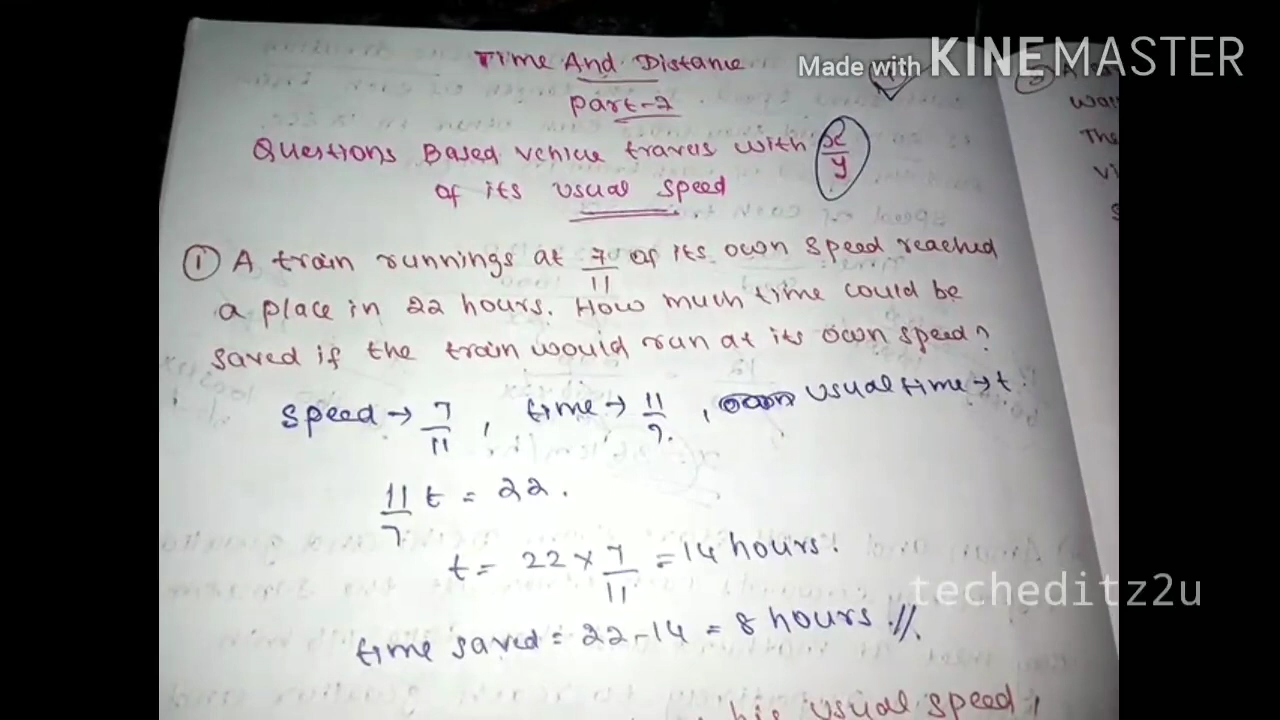 Made with KINEMASTER
Time And Distance
Part-7
Questions Based vehicle travels with x/y
of its usual speed
① A train runnings at 7/11 of its own speed reached
a place in 22 hours. How much time could be
saved if the train would run at its own speed?
speed → 7/11, time → 11/7, usual time → t.
11/7 t = 22.
t = 22 × 7/11 = 14 hours.
time saved = 22 - 14 = 8 hours //.
techeditz2u
his usual speed,
③ A
The